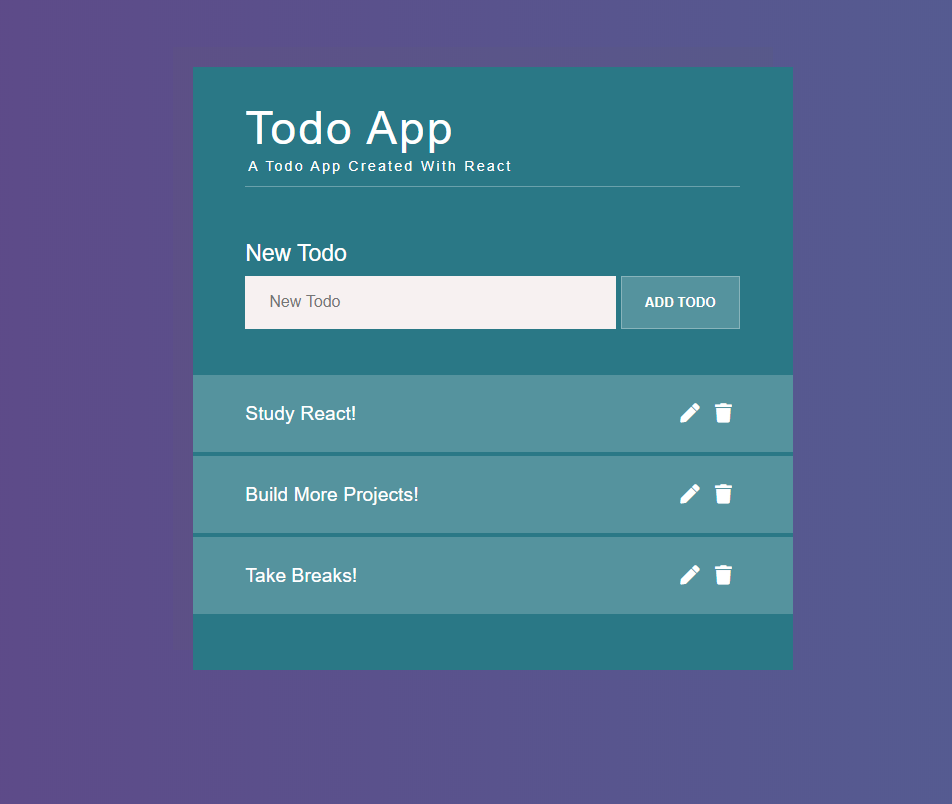 Todo App
A Todo App Created With React
New Todo
New Todo
ADD TODO
Study React!
Build More Projects!
Take Breaks!